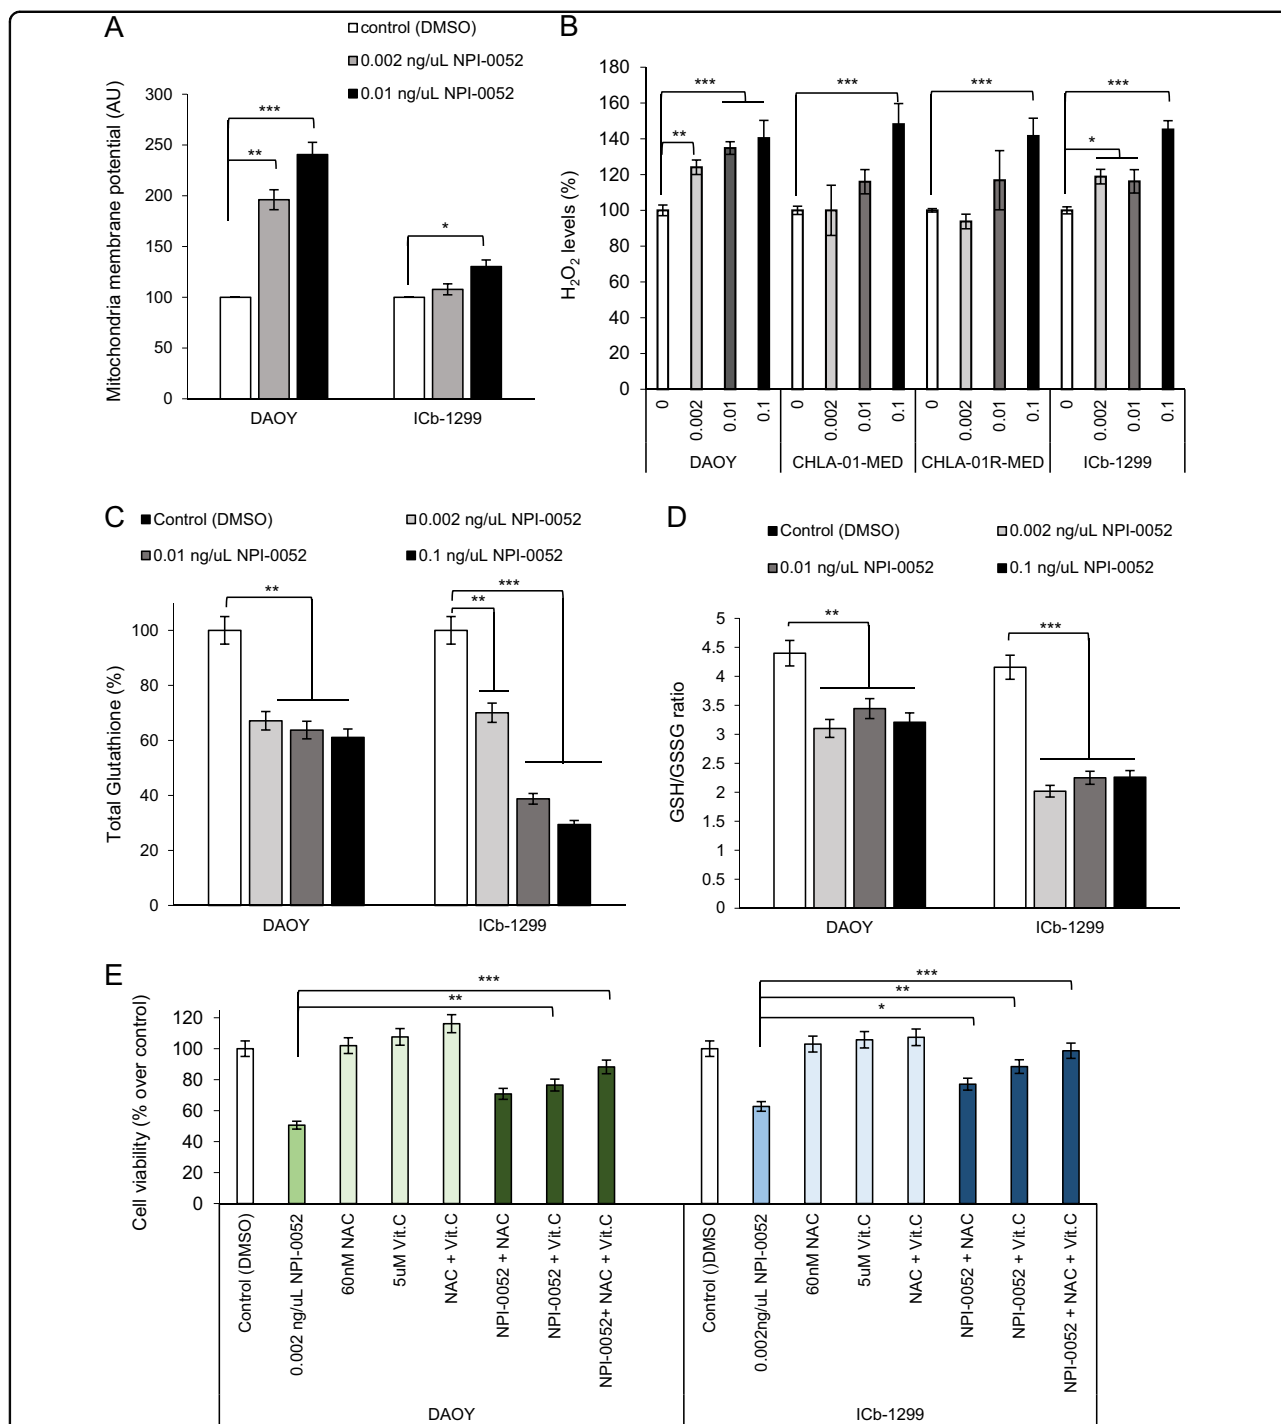 A
control (DMSO)
0.002 ng/uL NPI-0052
0.01 ng/uL NPI-0052
Mitochondria membrane potential (AU)
300
250
200
150
100
50
0
***
**
*
DAOY
ICb-1299
B
H₂O₂ levels (%)
180
160
140
120
100
80
60
40
20
0
***
**
***
***
***
*
0
0.002
0.01
0.1
0
0.002
0.01
0.1
0
0.002
0.01
0.1
0
0.002
0.01
0.1
DAOY
CHLA-01-MED
CHLA-01R-MED
ICb-1299
C
Control (DMSO)
0.002 ng/uL NPI-0052
0.01 ng/uL NPI-0052
0.1 ng/uL NPI-0052
Total Glutathione (%)
100
80
60
40
20
0
**
***
**
DAOY
ICb-1299
D
Control (DMSO)
0.002 ng/uL NPI-0052
0.01 ng/uL NPI-0052
0.1 ng/uL NPI-0052
GSH/GSSG ratio
5
4.5
4
3.5
3
2.5
2
1.5
1
0.5
0
**
***
DAOY
ICb-1299
E
Cell viability (% over control)
120
100
80
60
40
20
0
***
**
***
**
*
Control (DMSO)
0.002 ng/uL NPI-0052
60nM NAC
5uM Vit.C
NAC + Vit.C
NPI-0052 + NAC
NPI-0052 + Vit.C
NPI-0052+ NAC + Vit.C
Control ()DMSO
0.002ng/uL NPI-0052
60nM NAC
5uM Vit.C
NAC + Vit.C
NPI-0052 + NAC
NPI-0052 + Vit.C
NPI-0052 + NAC + Vit.C
DAOY
ICb-1299